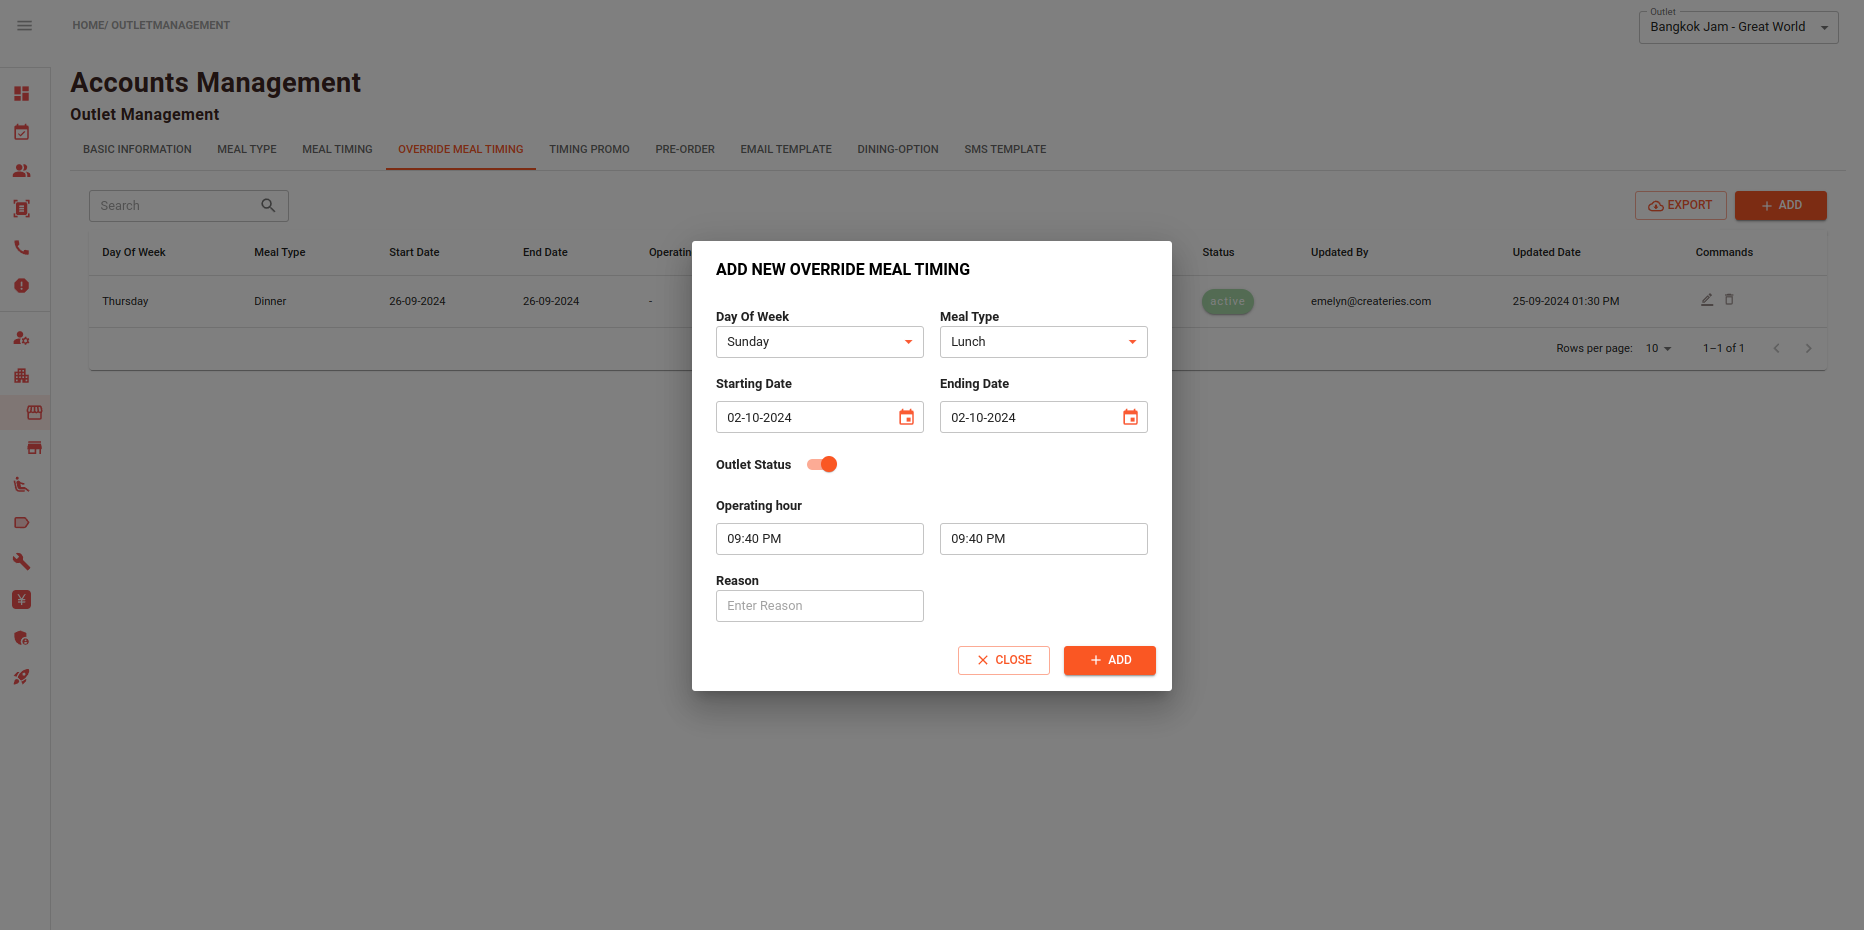 HOME/ OUTLETMANAGEMENT
Outlet
Bangkok Jam - Great World
Accounts Management
Outlet Management
BASIC INFORMATION MEAL TYPE MEAL TIMING OVERRIDE MEAL TIMING TIMING PROMO PRE-ORDER EMAIL TEMPLATE DINING-OPTION SMS TEMPLATE
Search EXPORT + ADD
Day Of Week Meal Type Start Date End Date Status Updated By Updated Date Commands
Thursday Dinner 26-09-2024 26-09-2024 - active emelyn@createries.com 25-09-2024 01:30 PM
Rows per page: 10 1–1 of 1
ADD NEW OVERRIDE MEAL TIMING
Day Of Week Meal Type
Sunday Lunch
Starting Date Ending Date
02-10-2024 02-10-2024
Outlet Status
Operating hour
09:40 PM 09:40 PM
Reason
Enter Reason
CLOSE + ADD